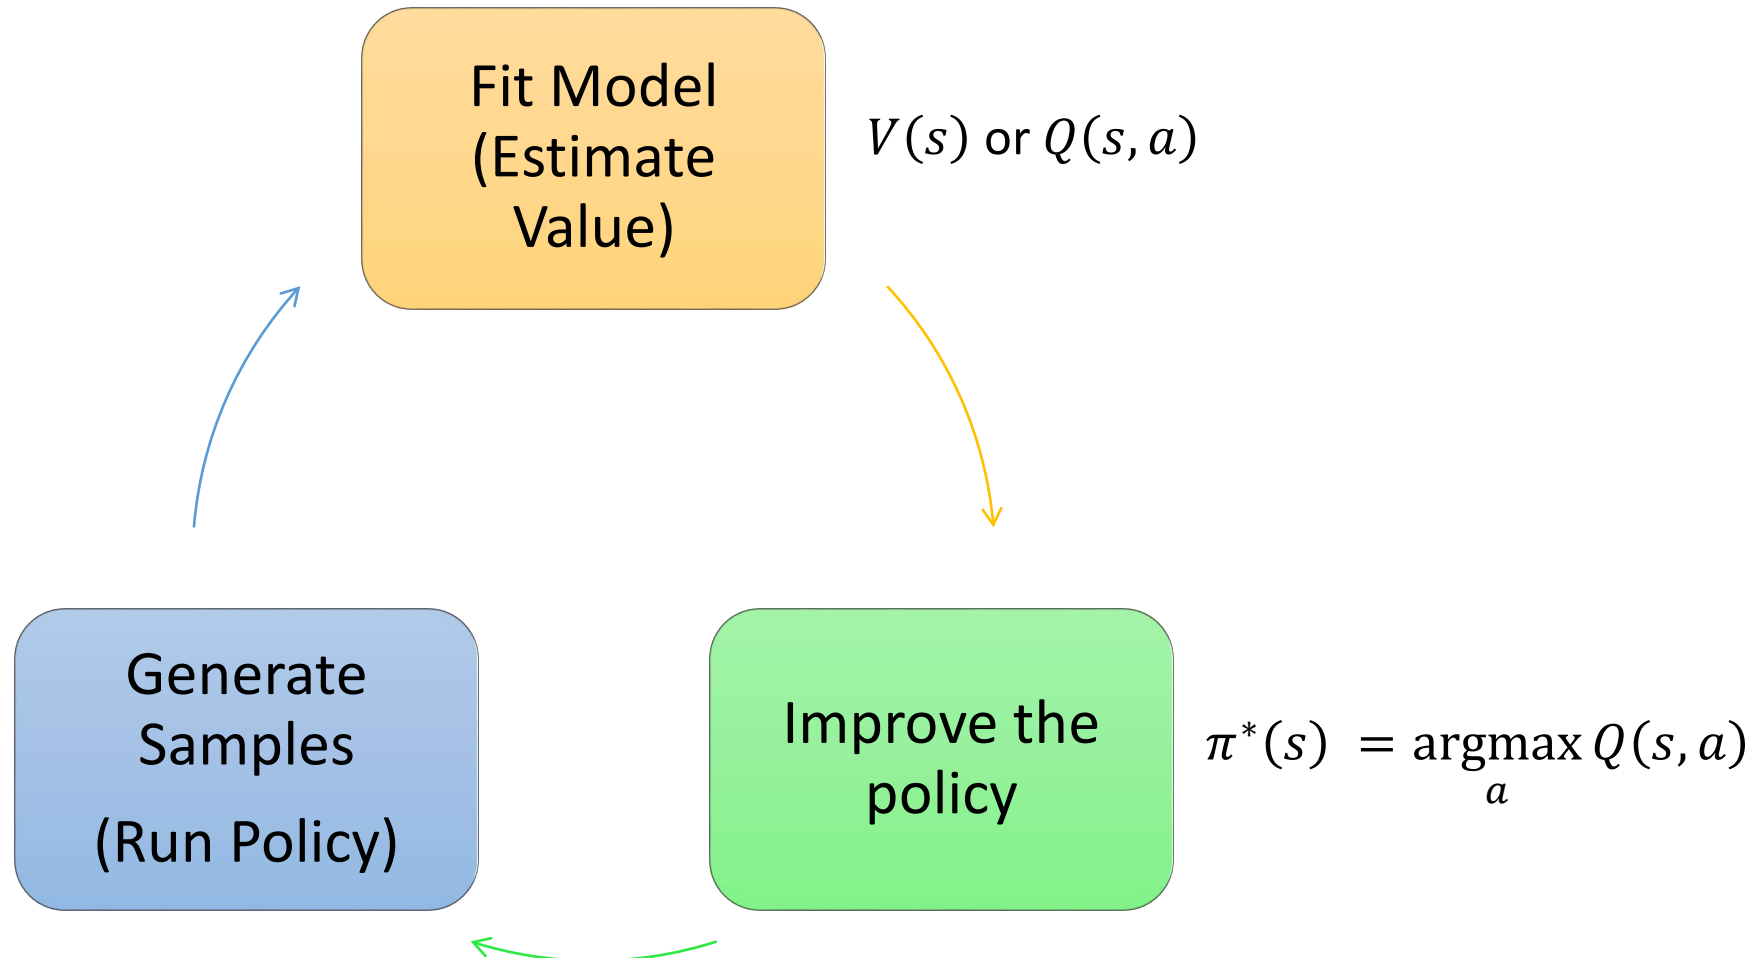 Fit Model
(Estimate
Value)
V(s) or Q(s, a)
Generate
Samples
(Run Policy)
Improve the
policy
π*(s) = argmax Q(s, a)
a